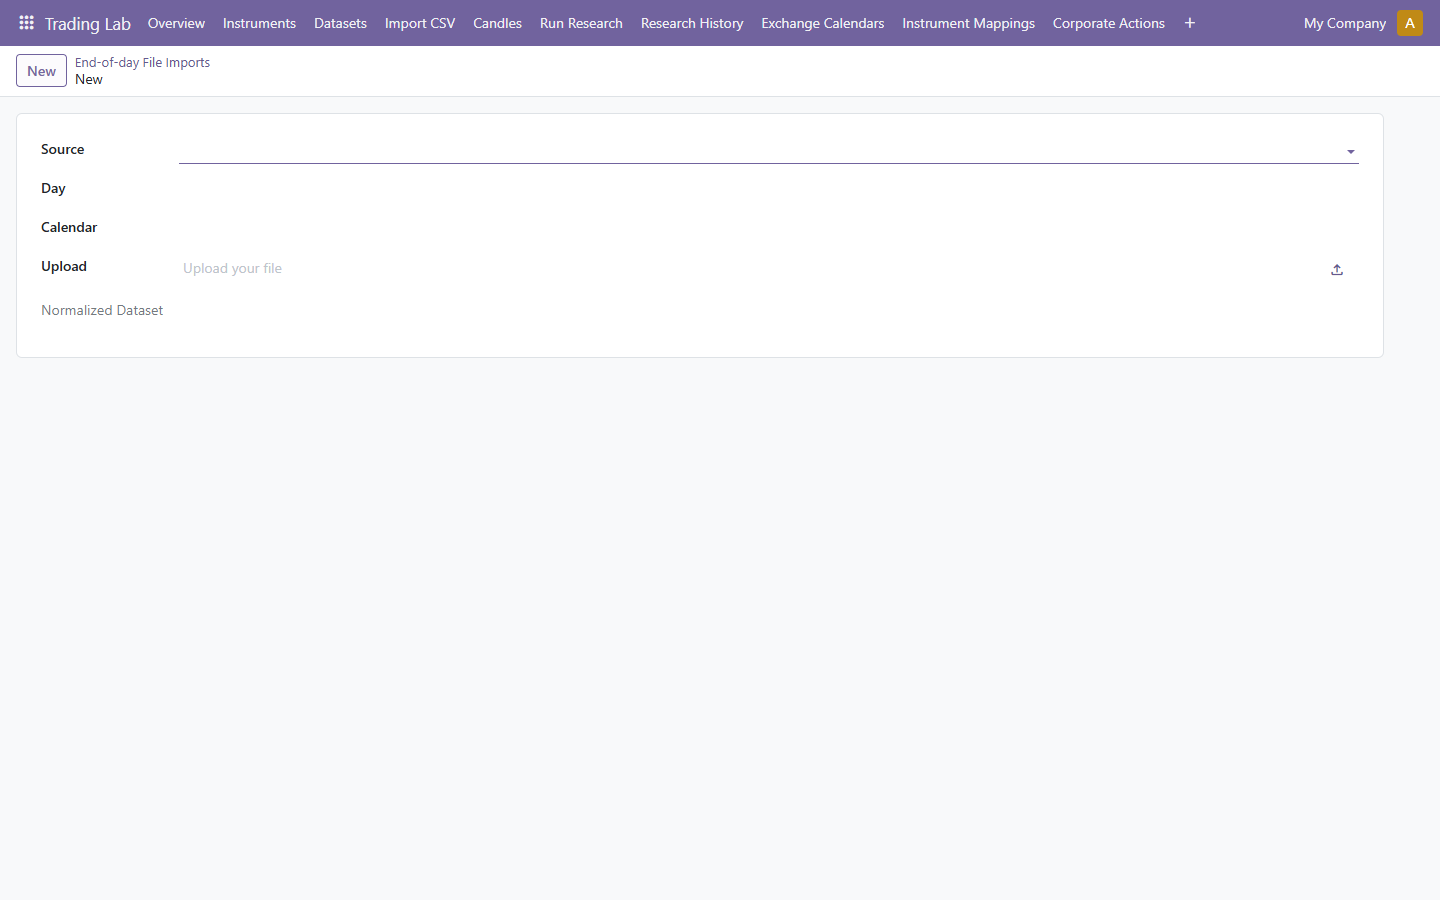 Trading Lab Overview Instruments Datasets Import CSV Candles Run Research Research History Exchange Calendars Instrument Mappings Corporate Actions + My Company A
New
End-of-day File Imports
New
Source
Day
Calendar
Upload Upload your file
Normalized Dataset